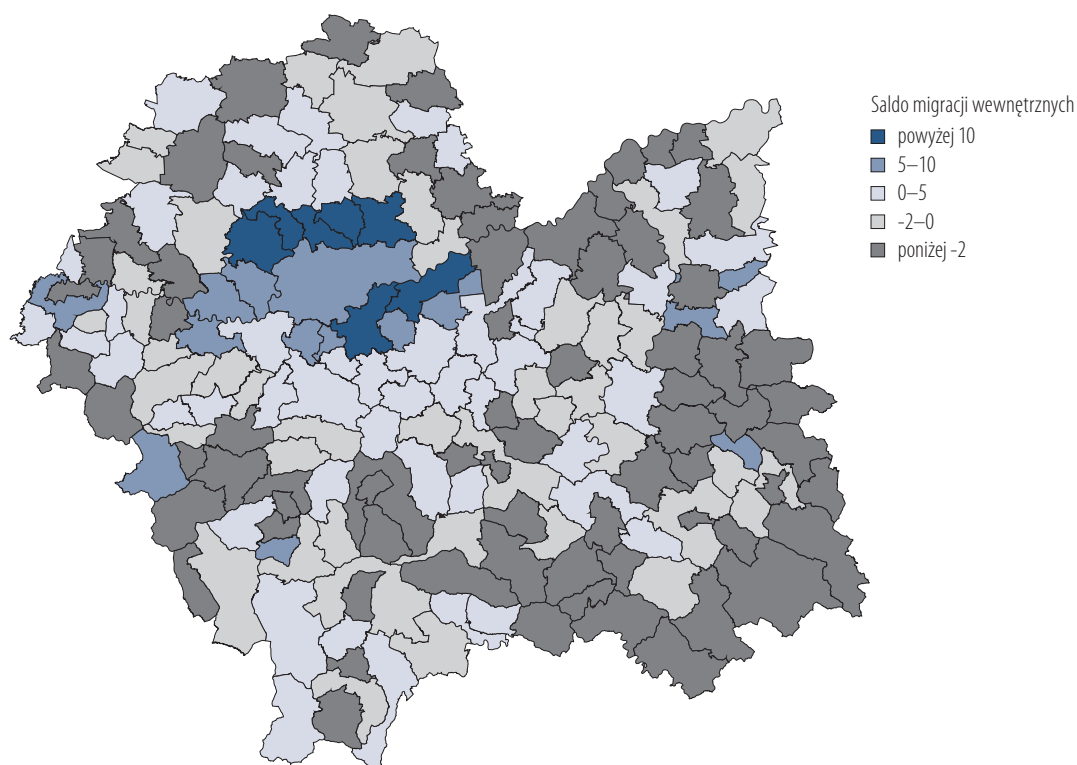 Saldo migracji wewnętrznych
powyżej 10
5–10
0–5
-2–0
poniżej -2